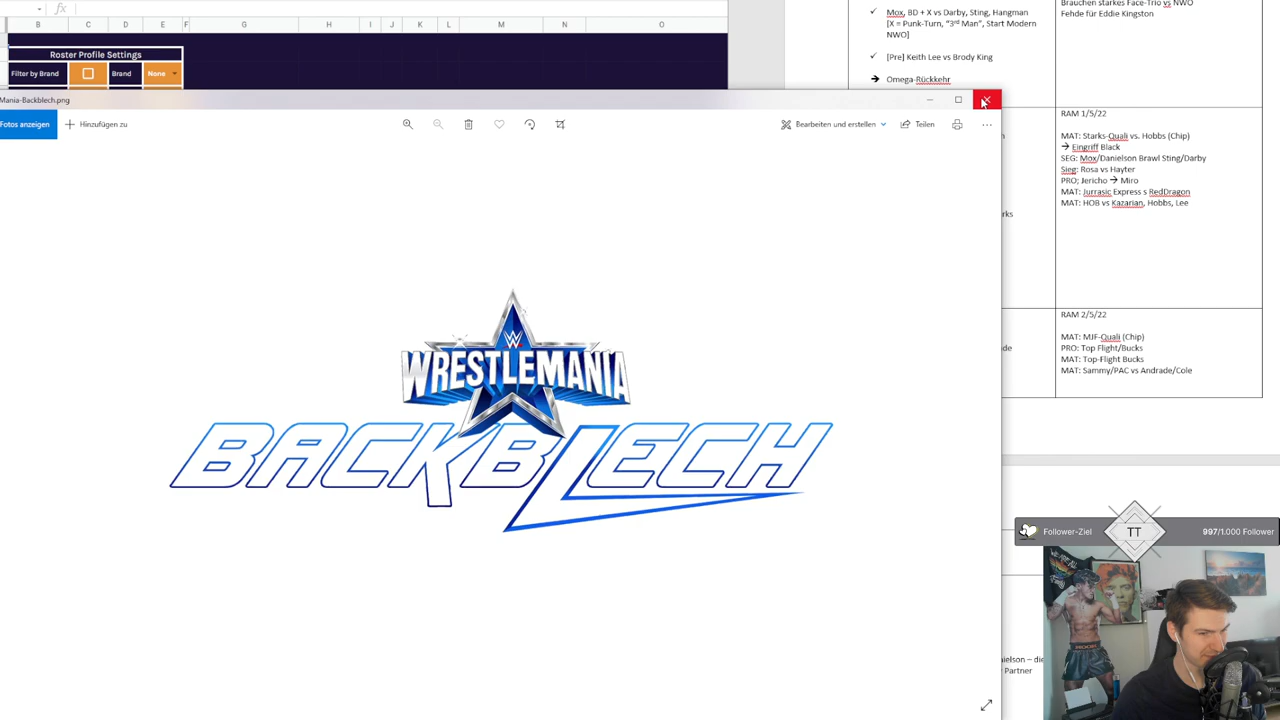 fx
B C D E F G H I J K L M N O
Roster Profile Settings
Filter by Brand Brand None
Mania-Backblech.png
Fotos anzeigen
Hinzufügen zu
Bearbeiten und erstellen
Teilen
W
WRESTLEMANIA
BACKBLECH
✓ Mox, BD + X vs Darby, Sting, Hangman
[X = Punk-Turn, "3rd Man", Start Modern
NWO]
✓ [Pre] Keith Lee vs Brody King
➔ Omega-Rückkehr
Brauchen starkes Face-Trio vs NWO
Fehde für Eddie Kingston
RAM 1/5/22
MAT: Starks-Quali vs. Hobbs (Chip)
→ Eingriff Black
SEG: Mox/Danielson Brawl Sting/Darby
Sieg: Rosa vs Hayter
PRO; Jericho → Miro
MAT: Jurrasic Express s RedDragon
MAT: HOB vs Kazarian, Hobbs, Lee
RAM 2/5/22
MAT: MJF-Quali (Chip)
PRO: Top Flight/Bucks
MAT: Top-Flight Bucks
MAT: Sammy/PAC vs Andrade/Cole
Follower-Ziel
TT
997/1.000 Follower
nielson – die
Partner